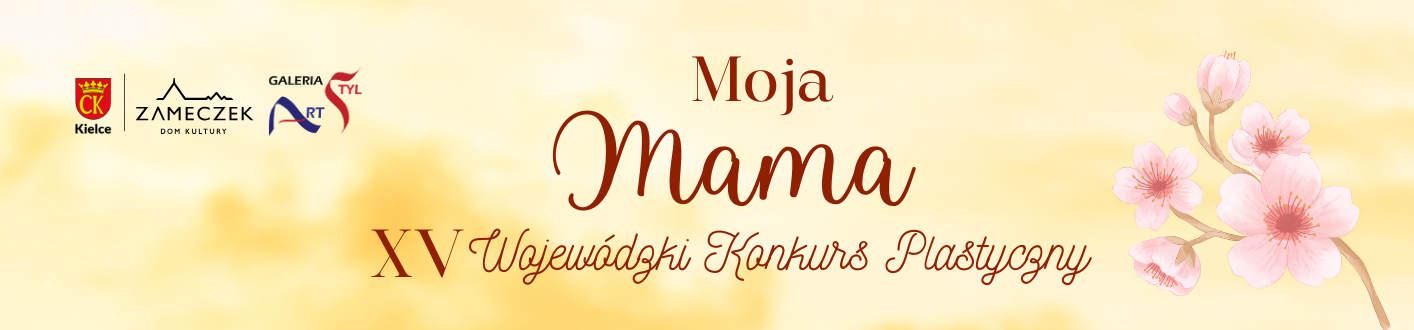 CK
Kielce
ZAMECZEK
DOM KULTURY
GALERIA
STYL
ART
Moja
Mama
XV Wojewódzki Konkurs Plastyczny